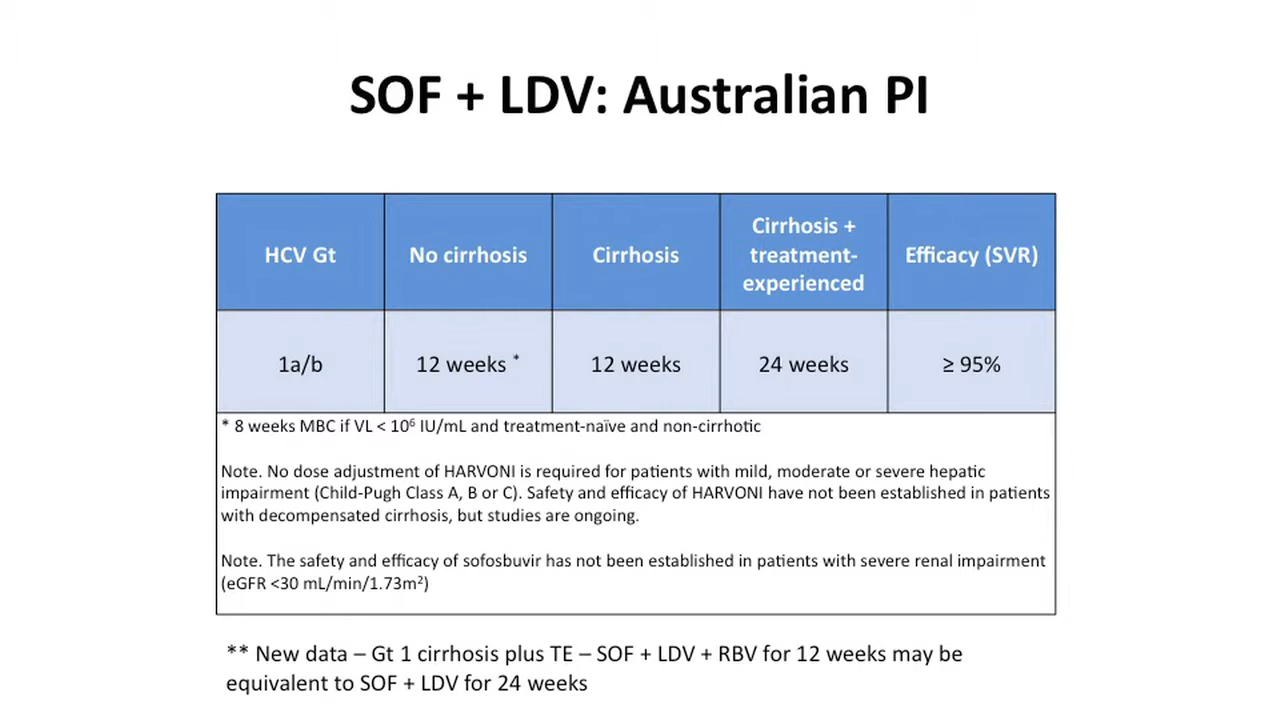 SOF + LDV: Australian PI
HCV Gt
No cirrhosis
Cirrhosis
Cirrhosis +
treatment-
experienced
Efficacy (SVR)
1a/b
12 weeks *
12 weeks
24 weeks
≥ 95%
* 8 weeks MBC if VL < 10⁶ IU/mL and treatment-naïve and non-cirrhotic
Note. No dose adjustment of HARVONI is required for patients with mild, moderate or severe hepatic
impairment (Child-Pugh Class A, B or C). Safety and efficacy of HARVONI have not been established in patients
with decompensated cirrhosis, but studies are ongoing.
Note. The safety and efficacy of sofosbuvir has not been established in patients with severe renal impairment
(eGFR <30 mL/min/1.73m²)
** New data – Gt 1 cirrhosis plus TE – SOF + LDV + RBV for 12 weeks may be
equivalent to SOF + LDV for 24 weeks